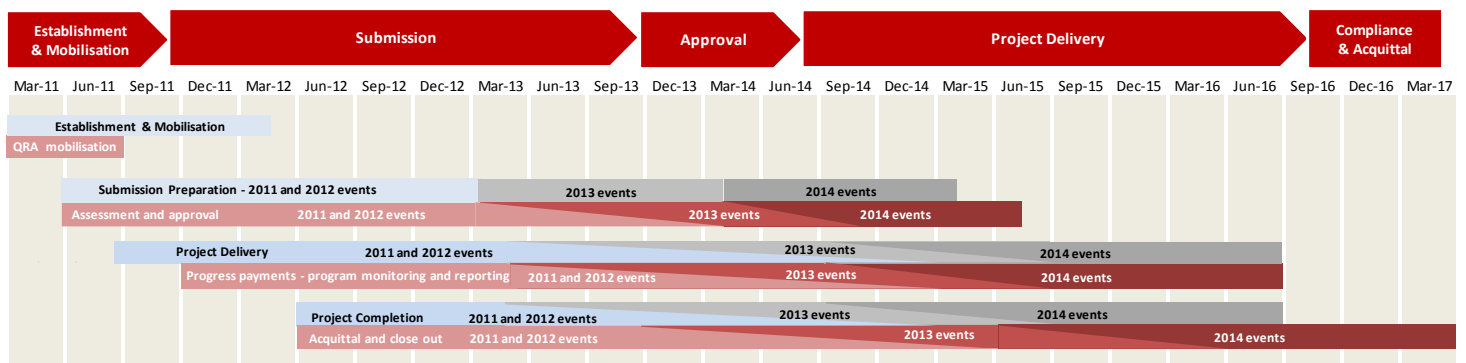 Establishment
& Mobilisation
Submission
Approval
Project Delivery
Compliance
& Acquittal
Mar-11 Jun-11 Sep-11 Dec-11 Mar-12 Jun-12 Sep-12 Dec-12 Mar-13 Jun-13 Sep-13 Dec-13 Mar-14 Jun-14 Sep-14 Dec-14 Mar-15 Jun-15 Sep-15 Dec-15 Mar-16 Jun-16 Sep-16 Dec-16 Mar-17
Establishment & Mobilisation
QRA mobilisation
Submission Preparation - 2011 and 2012 events 2013 events 2014 events
Assessment and approval 2011 and 2012 events 2013 events 2014 events
Project Delivery 2011 and 2012 events 2013 events 2014 events
Progress payments - program monitoring and reporting 2011 and 2012 events 2013 events 2014 events
Project Completion 2011 and 2012 events 2013 events 2014 events
Acquittal and close out 2011 and 2012 events 2013 events 2014 events